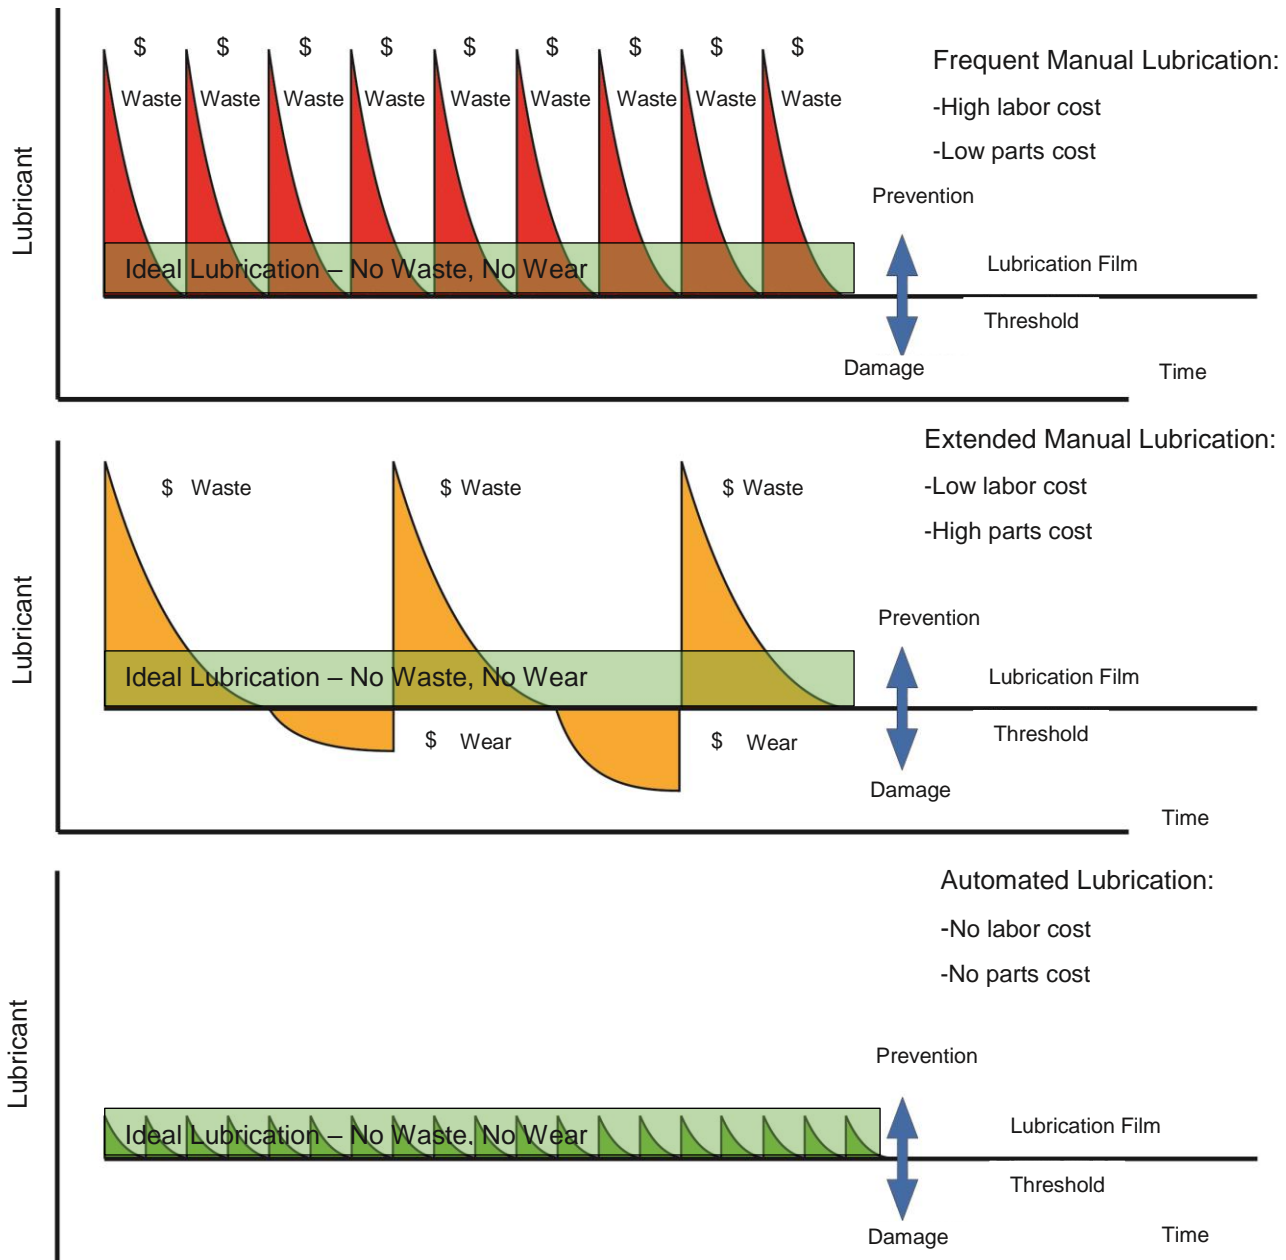 $ $ $ $ $ $ $ $ $
Frequent Manual Lubrication:
Waste Waste Waste Waste Waste Waste Waste Waste Waste
-High labor cost
-Low parts cost
Prevention
Lubricant
Ideal Lubrication – No Waste, No Wear
Lubrication Film
Threshold
Damage
Time
Extended Manual Lubrication:
$ Waste $ Waste $ Waste
-Low labor cost
-High parts cost
Prevention
Lubricant
Ideal Lubrication – No Waste, No Wear
Lubrication Film
$ Wear $ Wear
Threshold
Damage
Time
Automated Lubrication:
-No labor cost
-No parts cost
Lubricant
Prevention
Ideal Lubrication – No Waste, No Wear
Lubrication Film
Threshold
Damage
Time